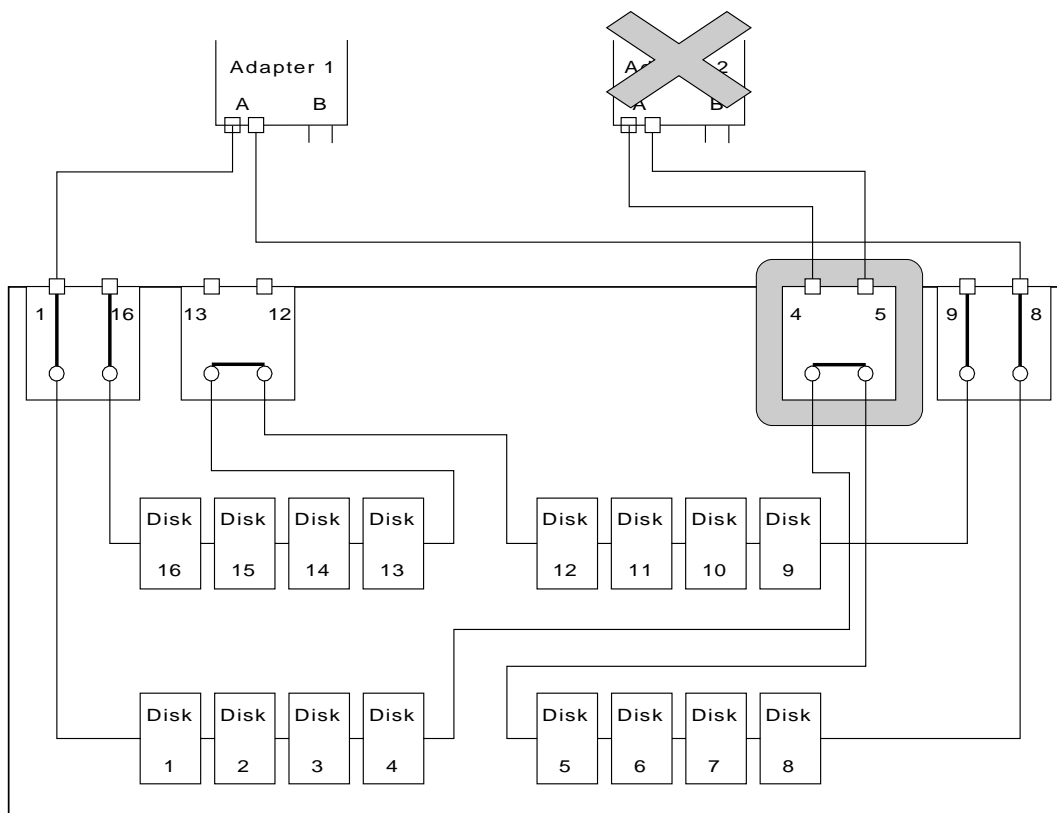 Adapter 1
A B
2
A B
1 16 13 12 4 5 9 8
Disk Disk Disk Disk Disk Disk Disk Disk
16 15 14 13 12 11 10 9
Disk Disk Disk Disk Disk Disk Disk Disk
1 2 3 4 5 6 7 8